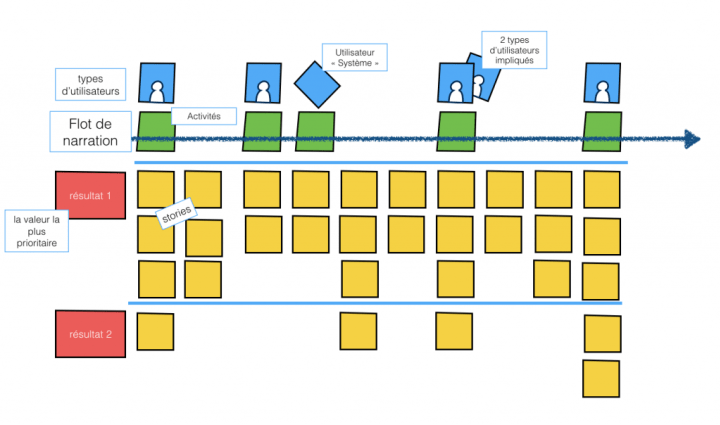 types
d'utilisateurs
Utilisateur
« Système »
2 types
d'utilisateurs
impliqués
Flot de
narration
Activités
résultat 1
stories
la valeur la
plus
prioritaire
résultat 2